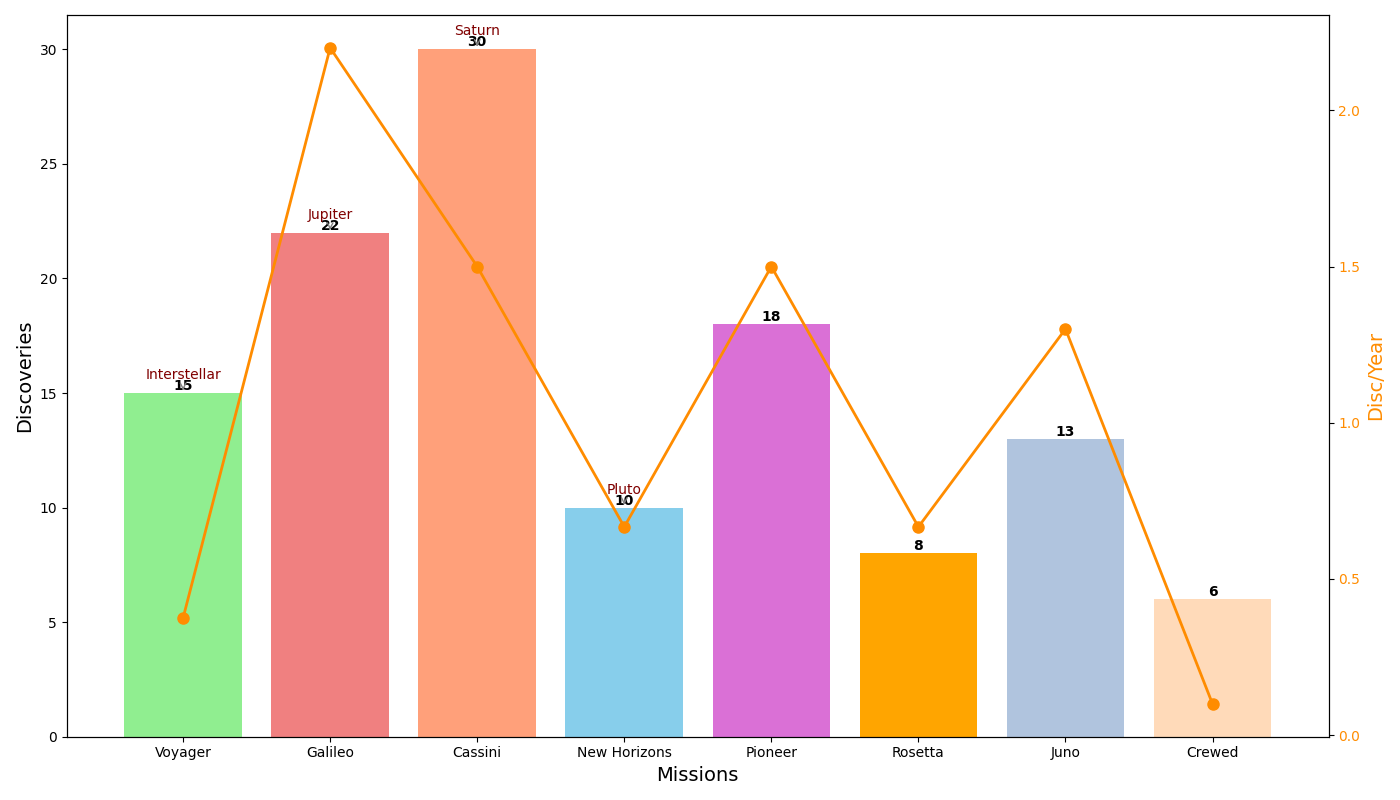 Saturn
30
Jupiter
22
Interstellar
15
Pluto
10
18
8
13
6
30
25
20
15
10
5
0
Discoveries
2.0
1.5
1.0
0.5
0.0
Disc/Year
Voyager
Galileo
Cassini
New Horizons
Pioneer
Rosetta
Juno
Crewed
Missions